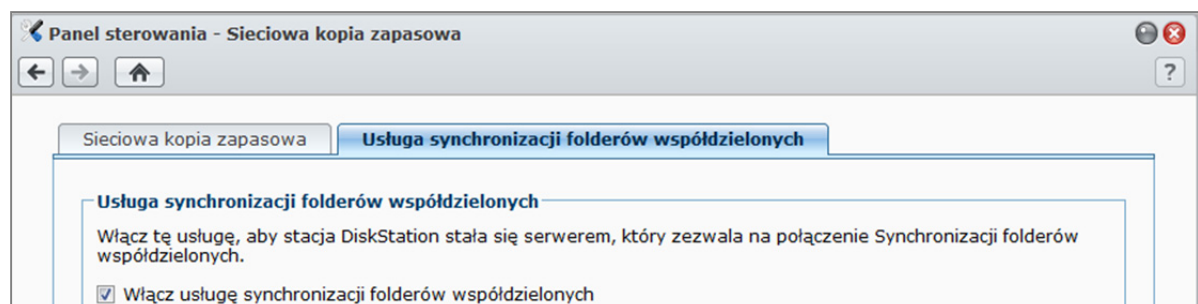 Panel sterowania - Sieciowa kopia zapasowa
?
Sieciowa kopia zapasowa
Usługa synchronizacji folderów współdzielonych
Usługa synchronizacji folderów współdzielonych
Włącz tę usługę, aby stacja DiskStation stała się serwerem, który zezwala na połączenie Synchronizacji folderów
współdzielonych.
Włącz usługę synchronizacji folderów współdzielonych